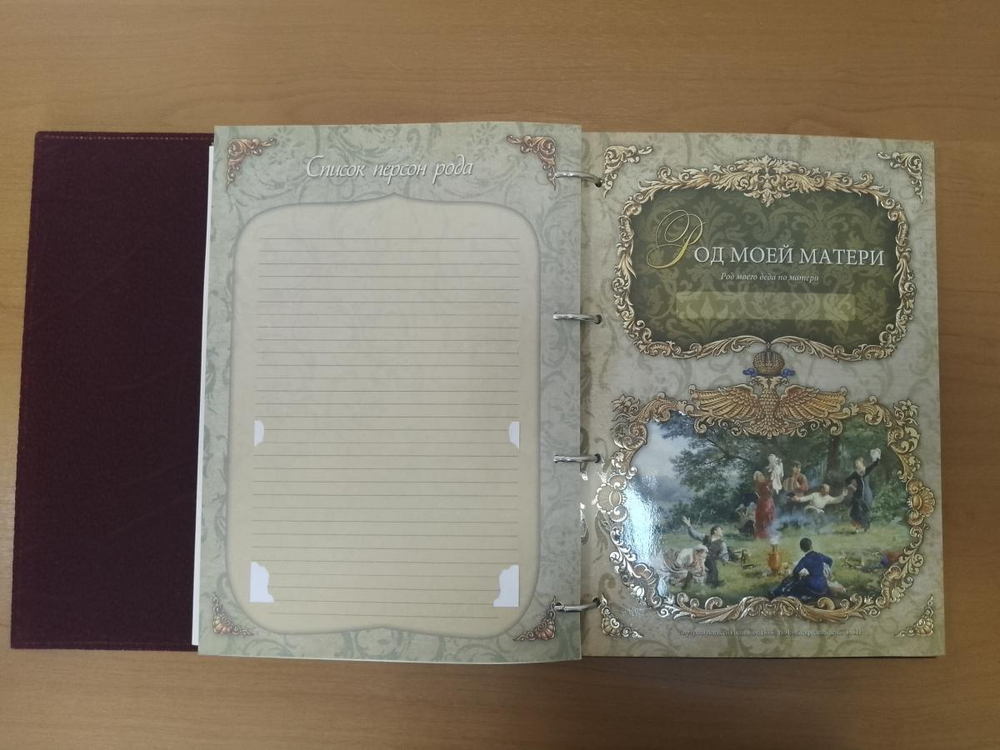 Список персон рода
Род моей матери
Род моего деда по матери